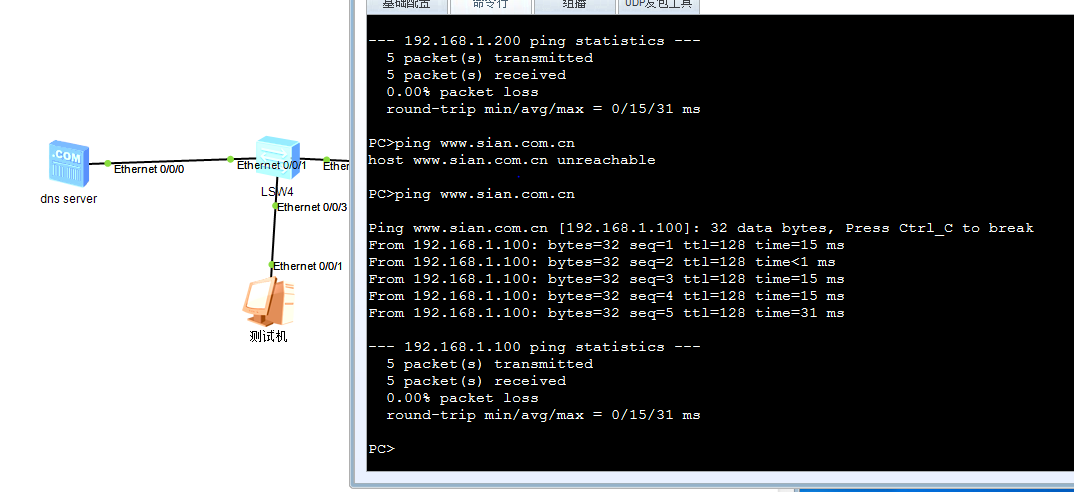 基础配置 命令行 组播 UDP发包工具
--- 192.168.1.200 ping statistics ---
5 packet(s) transmitted
5 packet(s) received
0.00% packet loss
round-trip min/avg/max = 0/15/31 ms
PC>ping www.sian.com.cn
host www.sian.com.cn unreachable
PC>ping www.sian.com.cn
Ping www.sian.com.cn [192.168.1.100]: 32 data bytes, Press Ctrl_C to break
From 192.168.1.100: bytes=32 seq=1 ttl=128 time=15 ms
From 192.168.1.100: bytes=32 seq=2 ttl=128 time<1 ms
From 192.168.1.100: bytes=32 seq=3 ttl=128 time=15 ms
From 192.168.1.100: bytes=32 seq=4 ttl=128 time=15 ms
From 192.168.1.100: bytes=32 seq=5 ttl=128 time=31 ms
--- 192.168.1.100 ping statistics ---
5 packet(s) transmitted
5 packet(s) received
0.00% packet loss
round-trip min/avg/max = 0/15/31 ms
PC>
.COM
Ethernet 0/0/0
dns server
Ethernet 0/0/1
Ether
LSW4
Ethernet 0/0/3
Ethernet 0/0/1
测试机